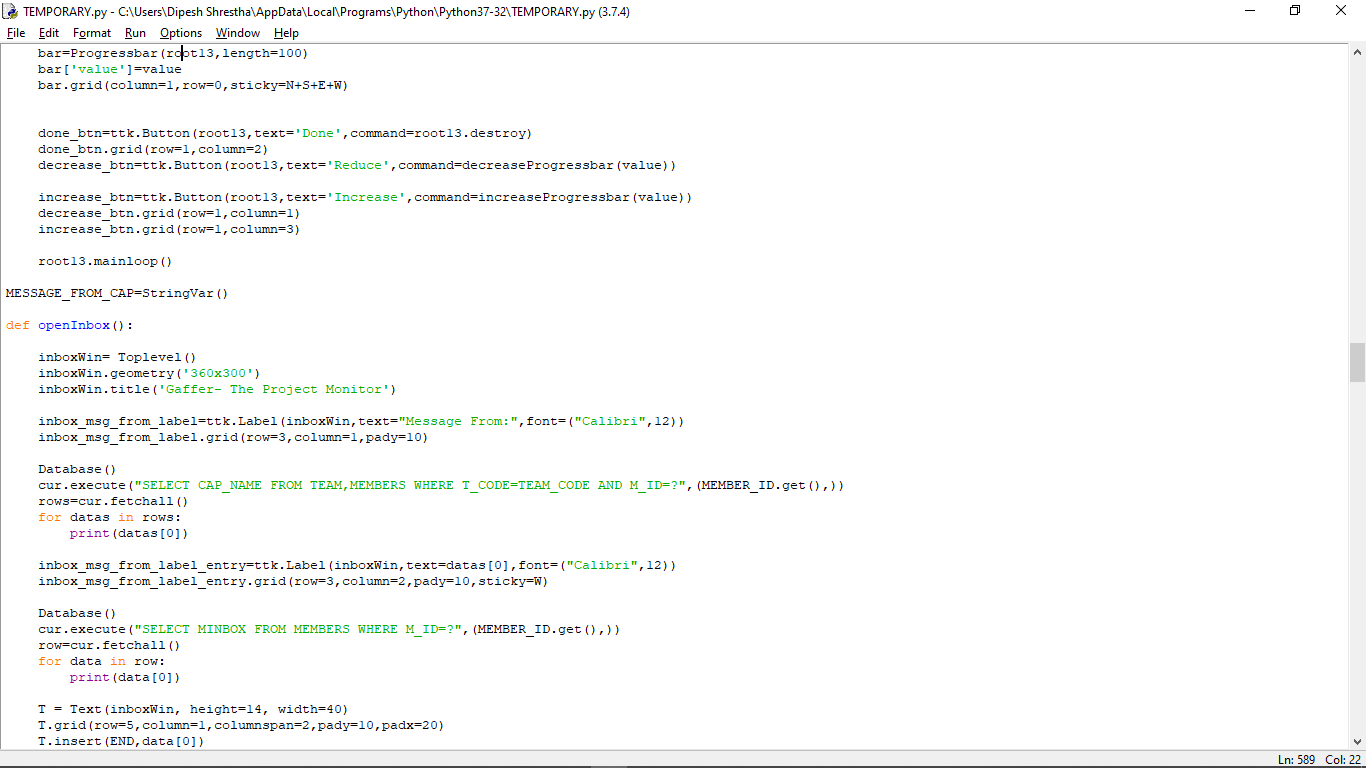 TEMPORARY.py - C:\Users\Dipesh Shrestha\AppData\Local\Programs\Python\Python37-32\TEMPORARY.py (3.7.4)
File Edit Format Run Options Window Help
    bar=Progressbar(root13,length=100)
    bar['value']=value
    bar.grid(column=1,row=0,sticky=N+S+E+W)
    done_btn=ttk.Button(root13,text='Done',command=root13.destroy)
    done_btn.grid(row=1,column=2)
    decrease_btn=ttk.Button(root13,text='Reduce',command=decreaseProgressbar(value))
    increase_btn=ttk.Button(root13,text='Increase',command=increaseProgressbar(value))
    decrease_btn.grid(row=1,column=1)
    increase_btn.grid(row=1,column=3)
    root13.mainloop()
MESSAGE_FROM_CAP=StringVar()
def openInbox():
    inboxWin= Toplevel()
    inboxWin.geometry('360x300')
    inboxWin.title('Gaffer- The Project Monitor')
    inbox_msg_from_label=ttk.Label(inboxWin,text="Message From:",font=("Calibri",12))
    inbox_msg_from_label.grid(row=3,column=1,pady=10)
    Database()
    cur.execute("SELECT CAP_NAME FROM TEAM,MEMBERS WHERE T_CODE=TEAM_CODE AND M_ID=?",(MEMBER_ID.get(),))
    rows=cur.fetchall()
    for datas in rows:
        print(datas[0])
    inbox_msg_from_label_entry=ttk.Label(inboxWin,text=datas[0],font=("Calibri",12))
    inbox_msg_from_label_entry.grid(row=3,column=2,pady=10,sticky=W)
    Database()
    cur.execute("SELECT MINBOX FROM MEMBERS WHERE M_ID=?",(MEMBER_ID.get(),))
    row=cur.fetchall()
    for data in row:
        print(data[0])
    T = Text(inboxWin, height=14, width=40)
    T.grid(row=5,column=1,columnspan=2,pady=10,padx=20)
    T.insert(END,data[0])
Ln: 589 Col: 22